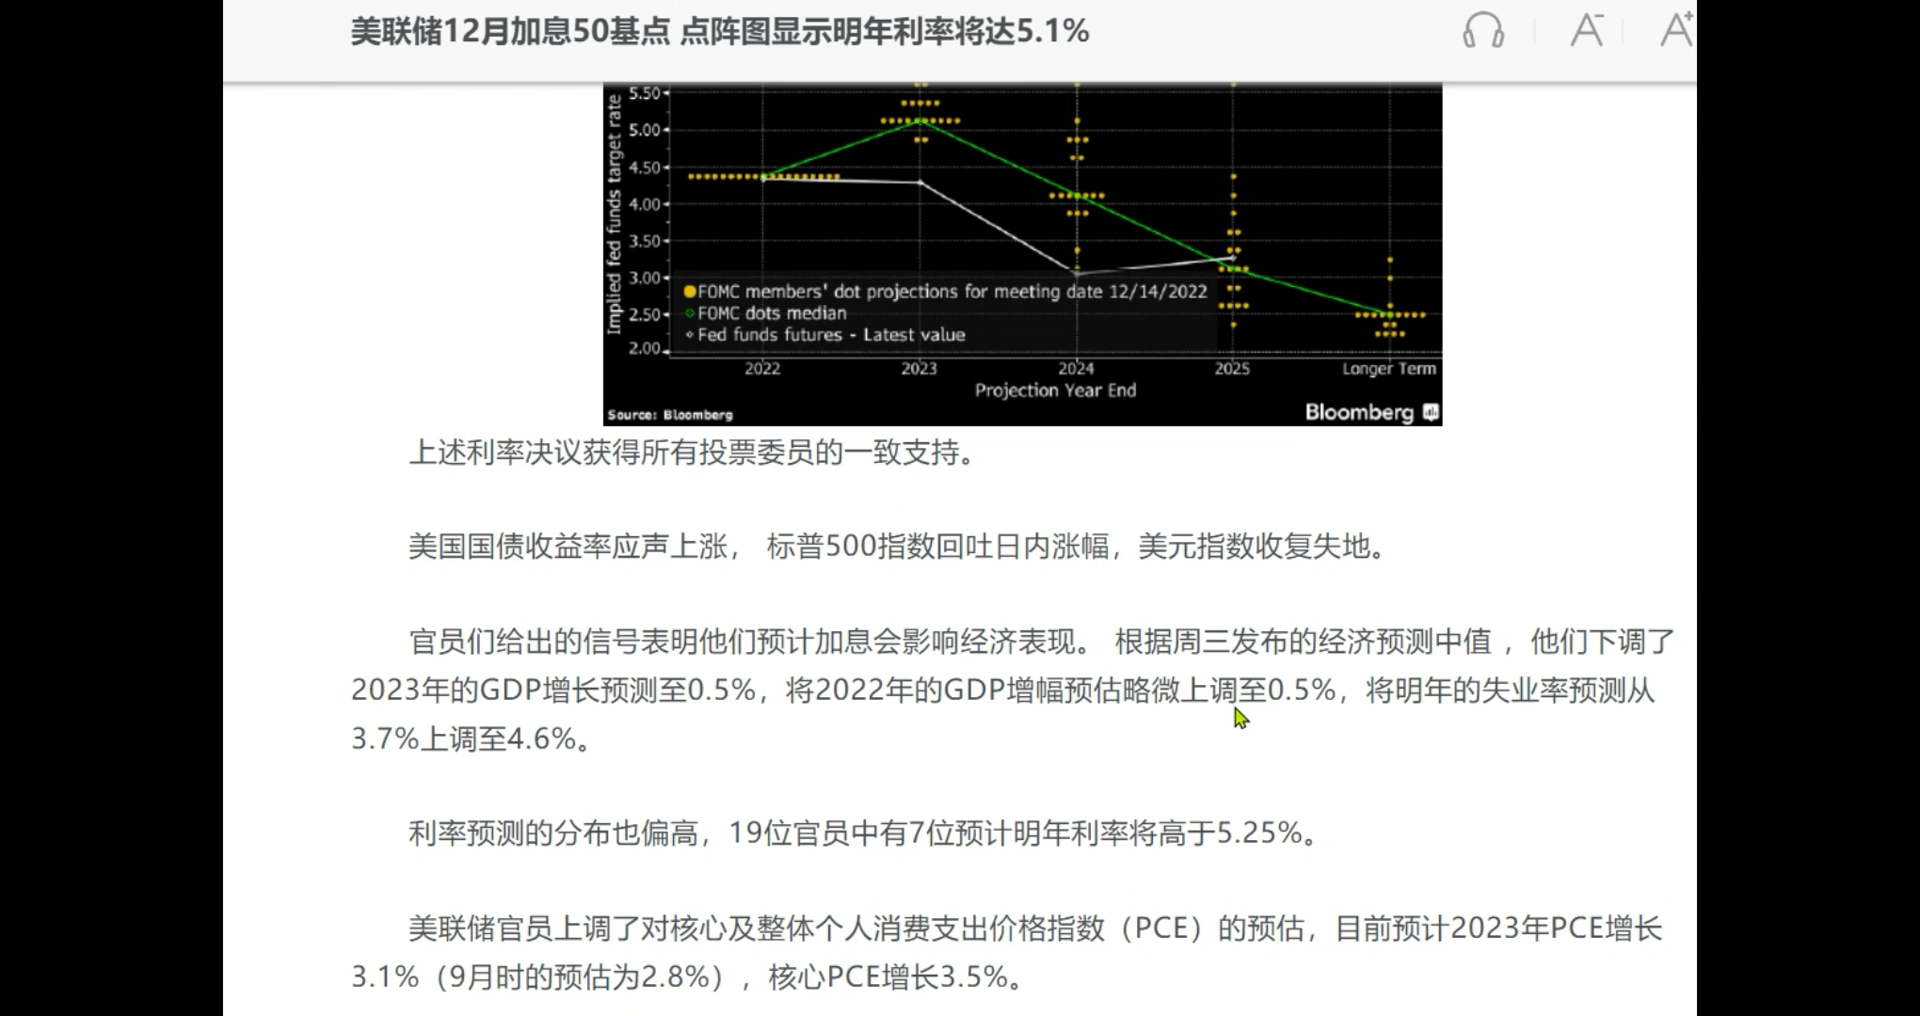 美联储12月加息50基点 点阵图显示明年利率将达5.1%
A-
A+
Implied fed funds target rate
5.50
5.00
4.50
4.00
3.50
3.00
2.50
2.00
FOMC members' dot projections for meeting date 12/14/2022
FOMC dots median
Fed funds futures - Latest value
2022 2023 2024 2025 Longer Term
Projection Year End
Source: Bloomberg
Bloomberg
上述利率决议获得所有投票委员的一致支持。
美国国债收益率应声上涨， 标普500指数回吐日内涨幅，美元指数收复失地。
官员们给出的信号表明他们预计加息会影响经济表现。 根据周三发布的经济预测中值 ，他们下调了
2023年的GDP增长预测至0.5%，将2022年的GDP增幅预估略微上调至0.5%，将明年的失业率预测从
3.7%上调至4.6%。
利率预测的分布也偏高，19位官员中有7位预计明年利率将高于5.25%。
美联储官员上调了对核心及整体个人消费支出价格指数（PCE）的预估，目前预计2023年PCE增长
3.1%（9月时的预估为2.8%），核心PCE增长3.5%。